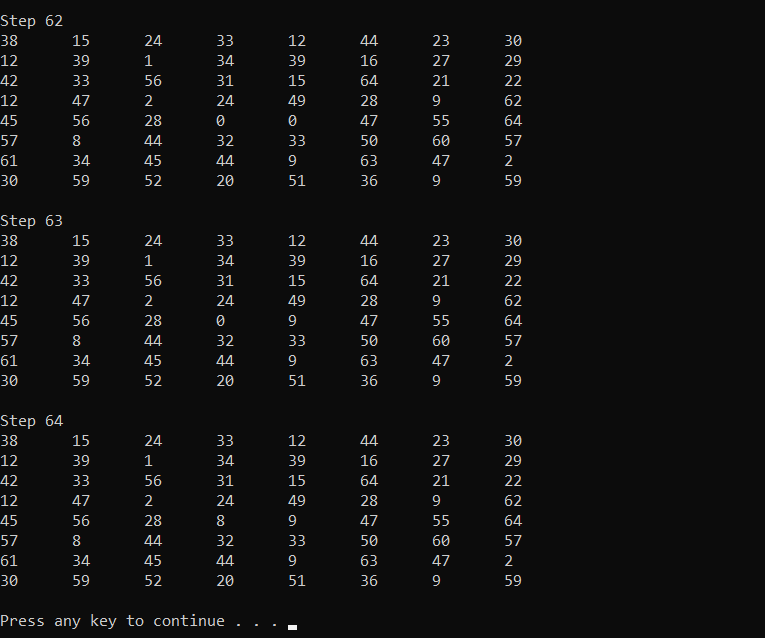 Step 62
38 15 24 33 12 44 23 30
12 39 1 34 39 16 27 29
42 33 56 31 15 64 21 22
12 47 2 24 49 28 9 62
45 56 28 0 0 47 55 64
57 8 44 32 33 50 60 57
61 34 45 44 9 63 47 2
30 59 52 20 51 36 9 59
Step 63
38 15 24 33 12 44 23 30
12 39 1 34 39 16 27 29
42 33 56 31 15 64 21 22
12 47 2 24 49 28 9 62
45 56 28 0 9 47 55 64
57 8 44 32 33 50 60 57
61 34 45 44 9 63 47 2
30 59 52 20 51 36 9 59
Step 64
38 15 24 33 12 44 23 30
12 39 1 34 39 16 27 29
42 33 56 31 15 64 21 22
12 47 2 24 49 28 9 62
45 56 28 8 9 47 55 64
57 8 44 32 33 50 60 57
61 34 45 44 9 63 47 2
30 59 52 20 51 36 9 59
Press any key to continue . . .